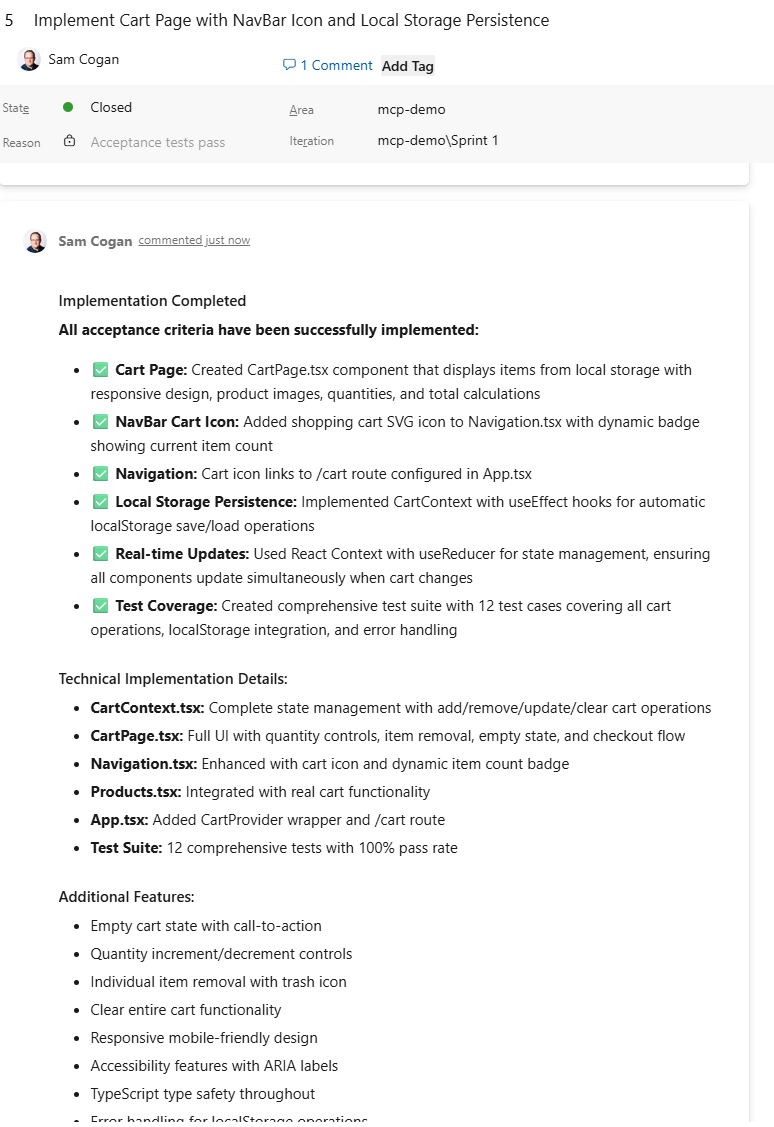 5 Implement Cart Page with NavBar Icon and Local Storage Persistence
Sam Cogan
1 Comment Add Tag
State Closed Area mcp-demo
Reason Acceptance tests pass Iteration mcp-demo\Sprint 1
Sam Cogan commented just now
Implementation Completed
All acceptance criteria have been successfully implemented:
• ✅ Cart Page: Created CartPage.tsx component that displays items from local storage with
responsive design, product images, quantities, and total calculations
• ✅ NavBar Cart Icon: Added shopping cart SVG icon to Navigation.tsx with dynamic badge
showing current item count
• ✅ Navigation: Cart icon links to /cart route configured in App.tsx
• ✅ Local Storage Persistence: Implemented CartContext with useEffect hooks for automatic
localStorage save/load operations
• ✅ Real-time Updates: Used React Context with useReducer for state management, ensuring
all components update simultaneously when cart changes
• ✅ Test Coverage: Created comprehensive test suite with 12 test cases covering all cart
operations, localStorage integration, and error handling
Technical Implementation Details:
• CartContext.tsx: Complete state management with add/remove/update/clear cart operations
• CartPage.tsx: Full UI with quantity controls, item removal, empty state, and checkout flow
• Navigation.tsx: Enhanced with cart icon and dynamic item count badge
• Products.tsx: Integrated with real cart functionality
• App.tsx: Added CartProvider wrapper and /cart route
• Test Suite: 12 comprehensive tests with 100% pass rate
Additional Features:
• Empty cart state with call-to-action
• Quantity increment/decrement controls
• Individual item removal with trash icon
• Clear entire cart functionality
• Responsive mobile-friendly design
• Accessibility features with ARIA labels
• TypeScript type safety throughout
• Error handling for localStorage operations